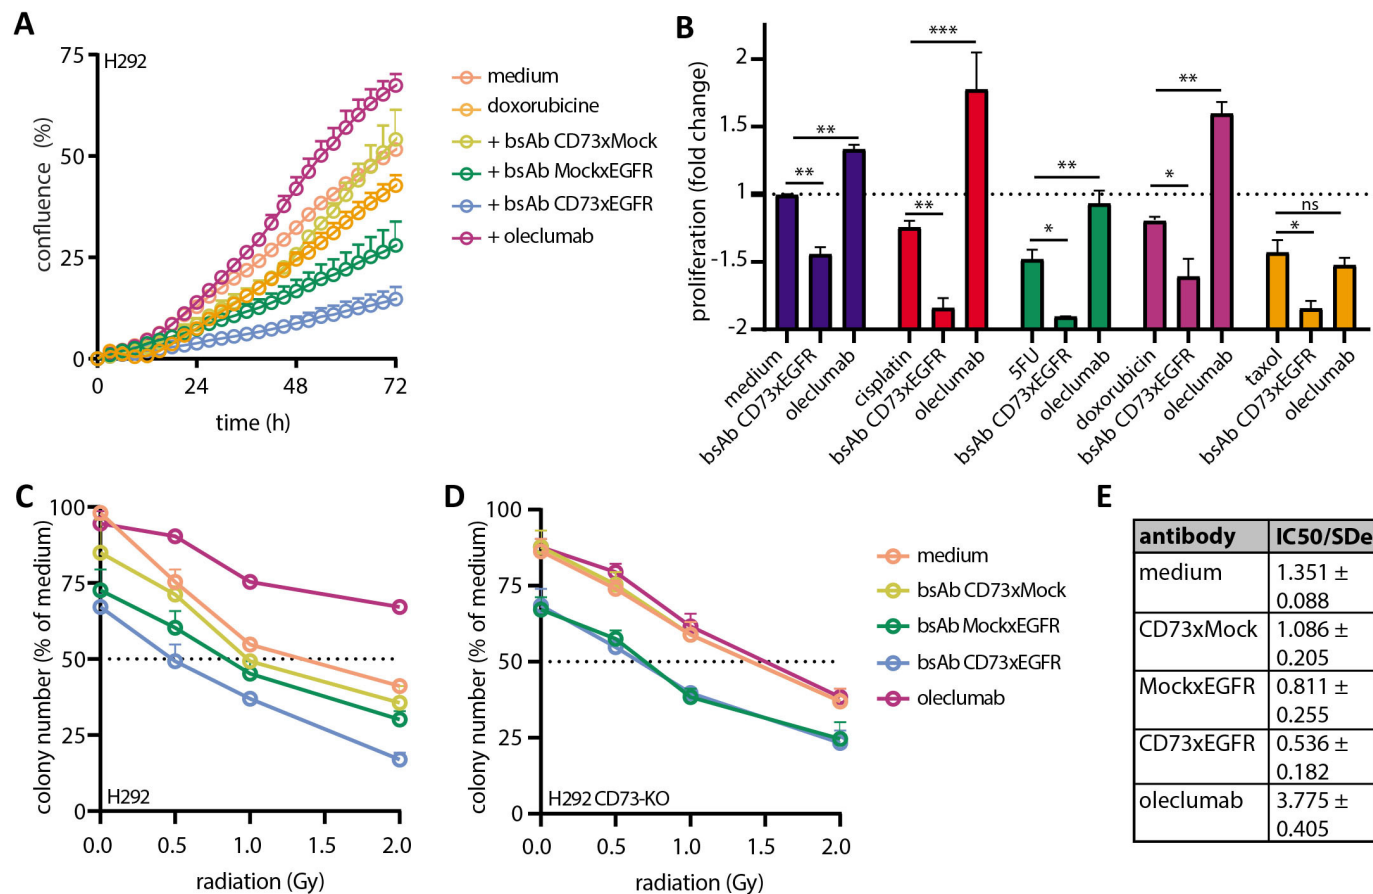 A
H292
confluence (%)
75
50
25
0
0 24 48 72
time (h)
medium
doxorubicine
+ bsAb CD73xMock
+ bsAb MockxEGFR
+ bsAb CD73xEGFR
+ oleclumab
B
proliferation (fold change)
2
1.5
1
-1.5
-2
** ** ** *** * ** * ** * ns
medium
bsAb CD73xEGFR
oleclumab
cisplatin
bsAb CD73xEGFR
oleclumab
5FU
bsAb CD73xEGFR
oleclumab
doxorubicin
bsAb CD73xEGFR
oleclumab
taxol
bsAb CD73xEGFR
oleclumab
C
colony number (% of medium)
100
75
50
25
0
H292
0.0 0.5 1.0 1.5 2.0
radiation (Gy)
D
colony number (% of medium)
100
75
50
25
0
H292 CD73-KO
0.0 0.5 1.0 1.5 2.0
radiation (Gy)
medium
bsAb CD73xMock
bsAb MockxEGFR
bsAb CD73xEGFR
oleclumab
E
antibody IC50/SDe
medium 1.351 ±
0.088
CD73xMock 1.086 ±
0.205
MockxEGFR 0.811 ±
0.255
CD73xEGFR 0.536 ±
0.182
oleclumab 3.775 ±
0.405